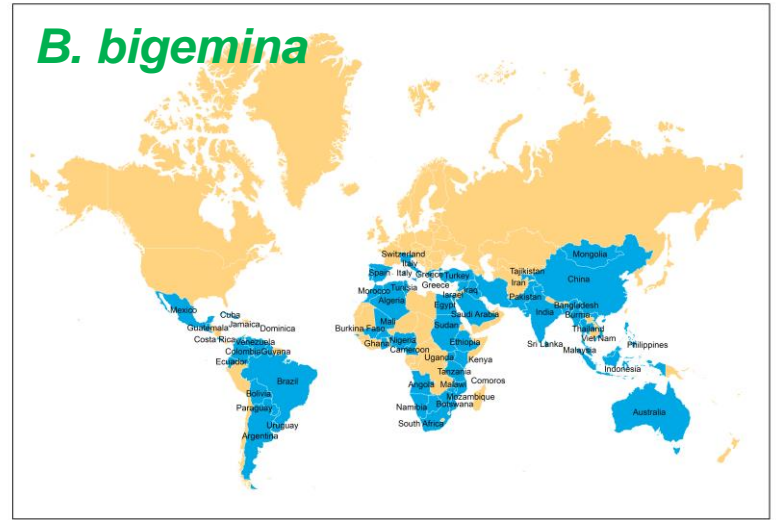 B. bigemina
Switzerland
Italy
Spain
Italy
Greece
Turkey
Greece
Tajikistan
Mongolia
China
Morocco
Tunisia
Algeria
Israel
Iraq
Iran
Egypt
Pakistan
Saudi Arabia
India
Bangladesh
Burma
Mexico
Cuba
Jamaica
Dominica
Guatemala
Costa Rica
Venezuela
Colombia
Guyana
Ecuador
Mali
Burkina Faso
Ghana
Nigeria
Cameroon
Sudan
Ethiopia
Uganda
Kenya
Tanzania
Thailand
Viet Nam
Sri Lanka
Malaysia
Philippines
Indonesia
Brazil
Bolivia
Paraguay
Uruguay
Argentina
Angola
Malawi
Comoros
Mozambique
Namibia
Botswana
South Africa
Australia